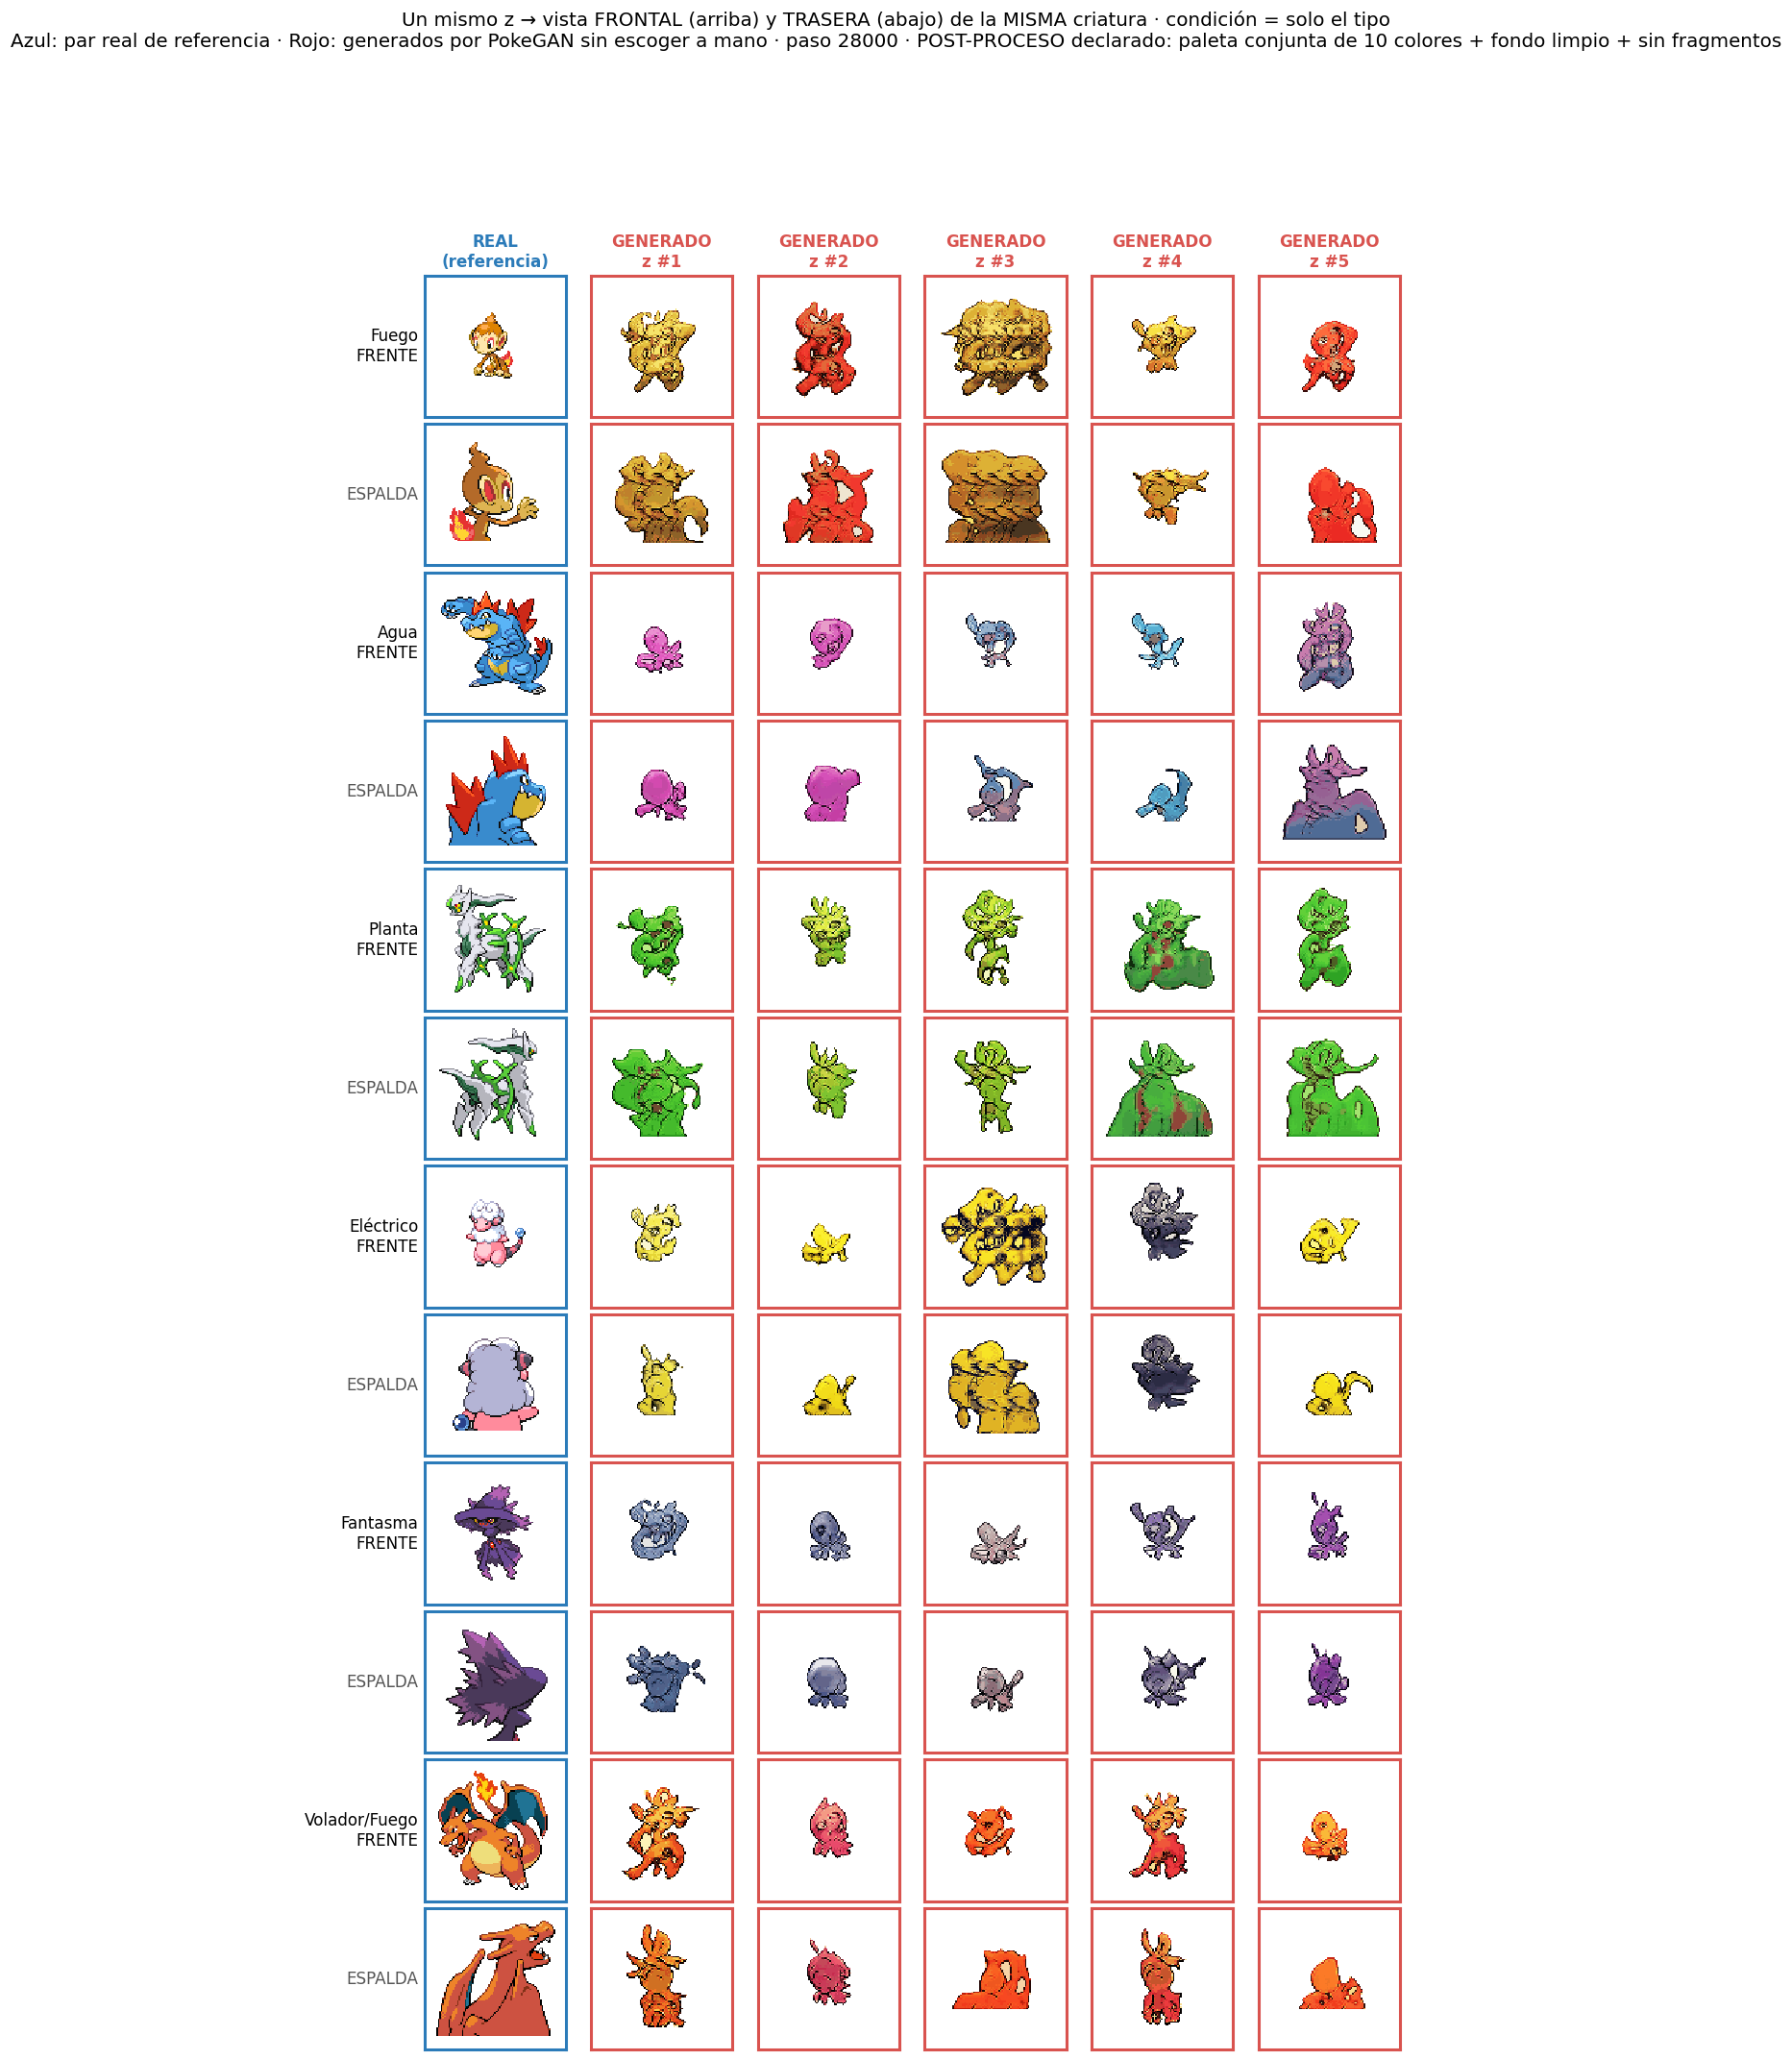 Un mismo z → vista FRONTAL (arriba) y TRASERA (abajo) de la MISMA criatura · condición = solo el tipo
Azul: par real de referencia · Rojo: generados por PokeGAN sin escoger a mano · paso 28000 · POST-PROCESO declarado: paleta conjunta de 10 colores + fondo limpio + sin fragmentos
REAL
(referencia)
GENERADO
z #1
GENERADO
z #2
GENERADO
z #3
GENERADO
z #4
GENERADO
z #5
Fuego
FRENTE
ESPALDA
Agua
FRENTE
ESPALDA
Planta
FRENTE
ESPALDA
Eléctrico
FRENTE
ESPALDA
Fantasma
FRENTE
ESPALDA
Volador/Fuego
FRENTE
ESPALDA